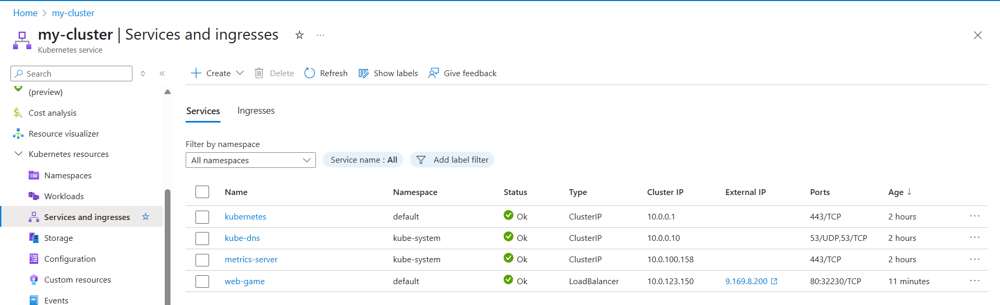 Home > my-cluster
my-cluster | Services and ingresses
Kubernetes service
Search
(preview)
Cost analysis
Resource visualizer
Kubernetes resources
Namespaces
Workloads
Services and ingresses
Storage
Configuration
Custom resources
Events
Create Delete Refresh Show labels Give feedback
Services Ingresses
Filter by namespace
All namespaces Service name : All Add label filter
Name Namespace Status Type Cluster IP External IP Ports Age ↓
kubernetes default Ok ClusterIP 10.0.0.1 443/TCP 2 hours
kube-dns kube-system Ok ClusterIP 10.0.0.10 53/UDP,53/TCP 2 hours
metrics-server kube-system Ok ClusterIP 10.0.100.158 443/TCP 2 hours
web-game default Ok LoadBalancer 10.0.123.150 9.169.8.200 80:32230/TCP 11 minutes